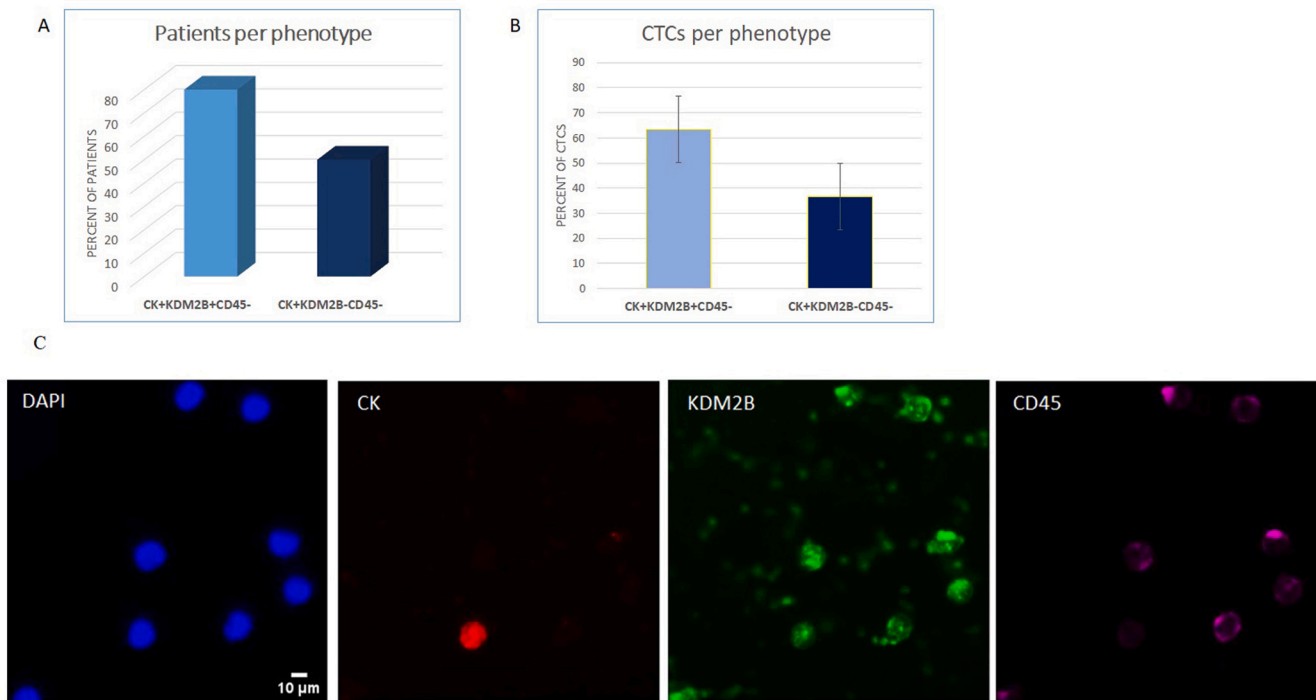 A
Patients per phenotype
PERCENT OF PATIENTS
80
70
60
50
40
30
20
10
0
CK+KDM2B+CD45-
CK+KDM2B-CD45-
B
CTCs per phenotype
PERCENT OF CTCS
90
80
70
60
50
40
30
20
10
0
CK+KDM2B+CD45-
CK+KDM2B-CD45-
C
DAPI
CK
KDM2B
CD45
10 µm